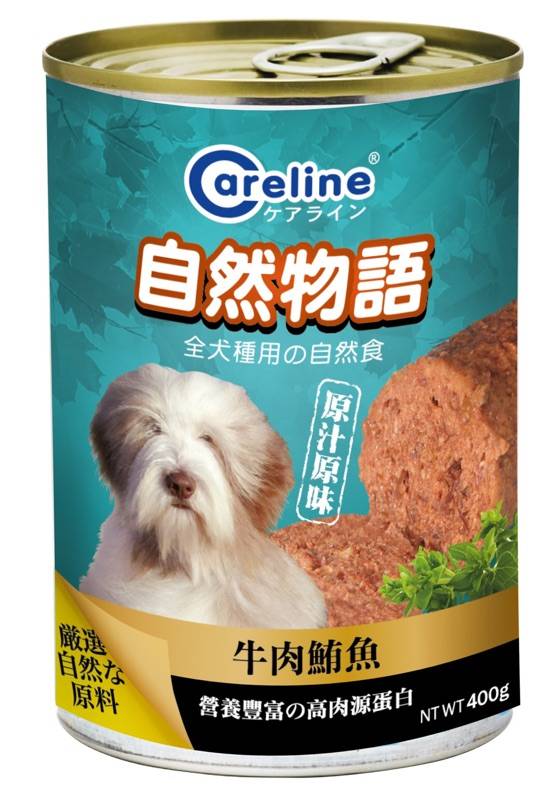 Careline®
ケアライン
自然物語
全犬種用の自然食
原汁原味
牛肉鮪魚
厳選
自然な
原料
營養豐富の高肉源蛋白
NT WT 400g